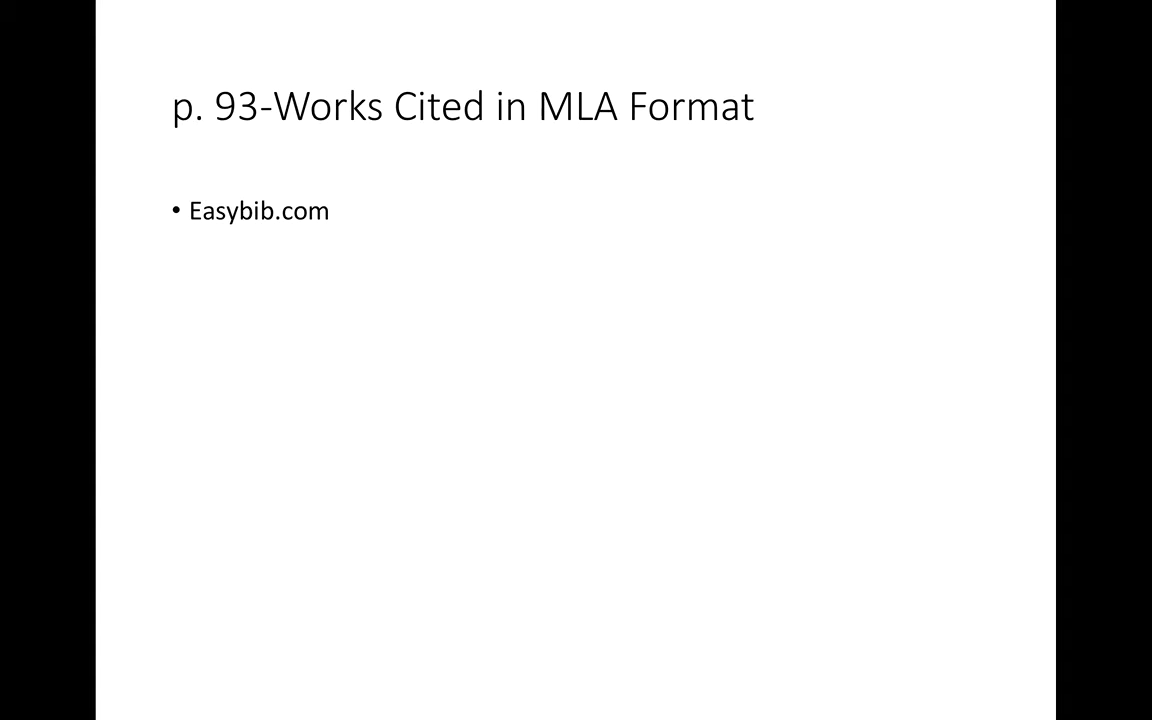 p. 93-Works Cited in MLA Format
• Easybib.com